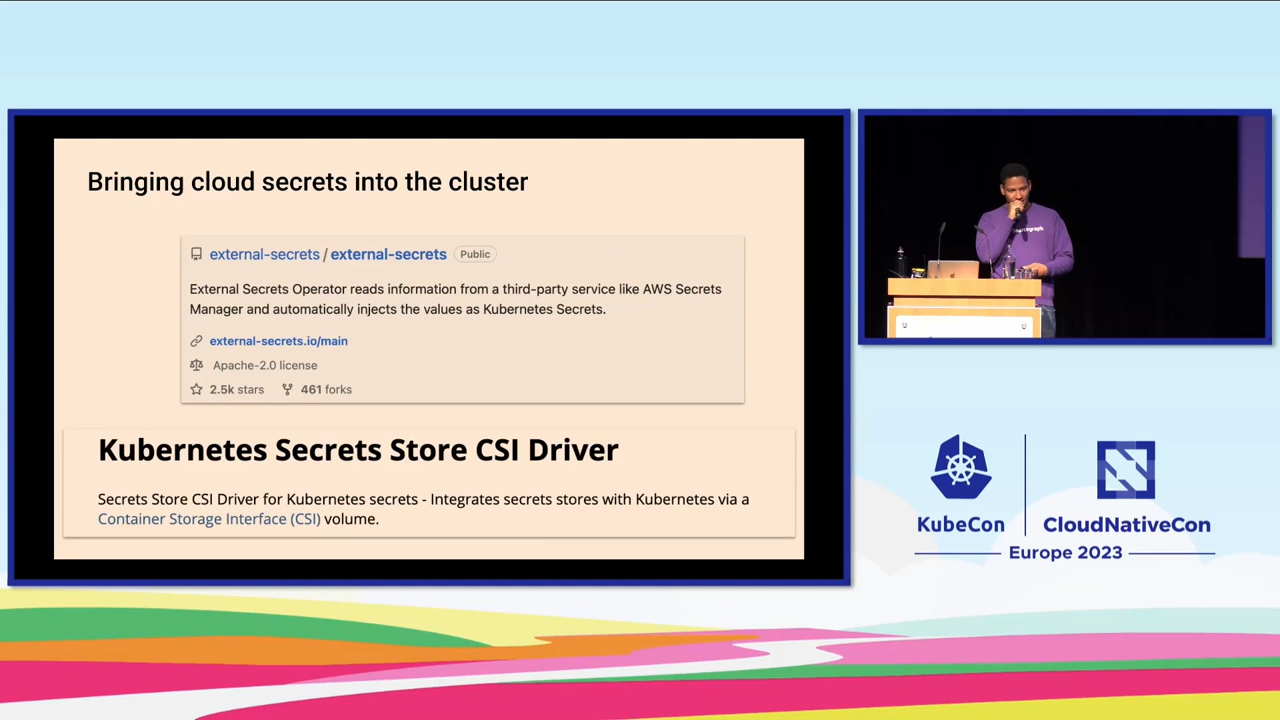 Bringing cloud secrets into the cluster
external-secrets / external-secrets Public
External Secrets Operator reads information from a third-party service like AWS Secrets
Manager and automatically injects the values as Kubernetes Secrets.
external-secrets.io/main
Apache-2.0 license
2.5k stars 461 forks
Kubernetes Secrets Store CSI Driver
Secrets Store CSI Driver for Kubernetes secrets - Integrates secrets stores with Kubernetes via a
Container Storage Interface (CSI) volume.
sourcegraph
KubeCon
CloudNativeCon
Europe 2023